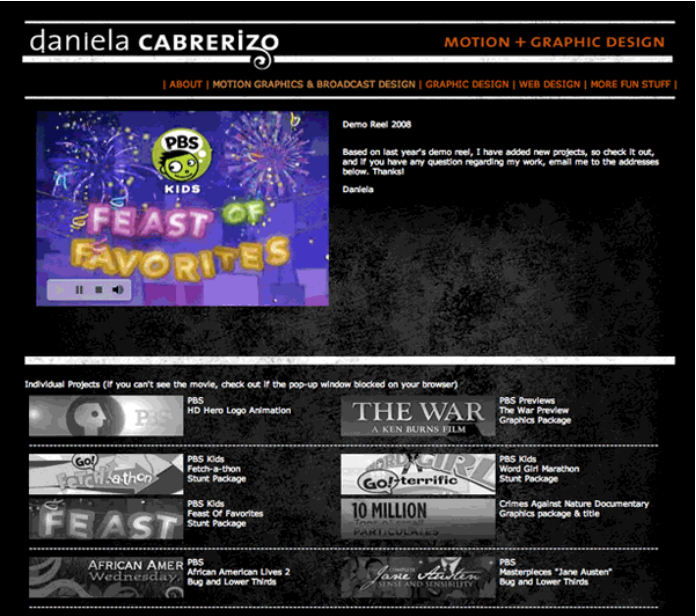 daniela CABRERIZO
MOTION + GRAPHIC DESIGN
| ABOUT | MOTION GRAPHICS & BROADCAST DESIGN | GRAPHIC DESIGN | WEB DESIGN | MORE FUN STUFF |
PBS
KIDS
FEAST OF
FAVORITES
Demo Reel 2008
Based on last year's demo reel, I have added new projects, so check it out,
and if you have any question regarding my work, email me to the addresses
below. Thanks!
Daniela
Individual Projects (if you can't see the movie, check out if the pop-up window blocked on your browser)
PBS
PBS
HD Hero Logo Animation
THE WAR
A KEN BURNS FILM
PBS Previews
The War Preview
Graphics Package
Go!
a-thon
PBS Kids
Fetch-a-thon
Stunt Package
WORD GIRL
Go!-terrific
PBS Kids
Word Girl Marathon
Stunt Package
FEAST
PBS Kids
Feast Of Favorites
Stunt Package
10 MILLION
PARTICULATES
Crimes Against Nature Documentary
Graphics package & title
AFRICAN AMER
Wednesday,
PBS
African American Lives 2
Bug and Lower Thirds
COMPLETE
Jane Austen
SENSE AND SENSIBILITY
PBS
Masterpieces "Jane Austen"
Bug and Lower Thirds